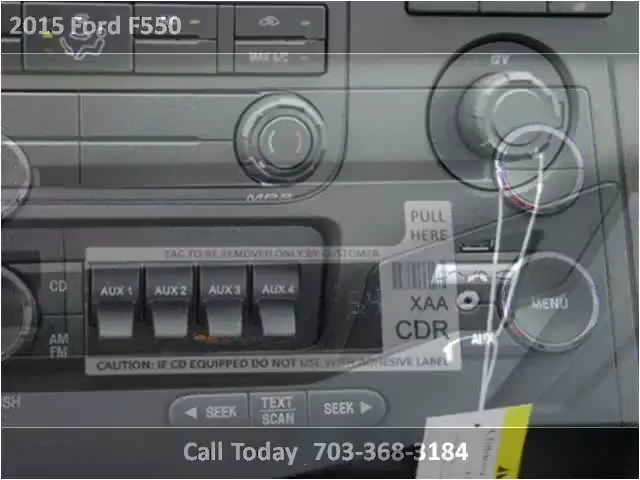 2015 Ford F550
MAX A/C
12V
MP3
PULL
HERE
TAG TO BE REMOVED ONLY BY CUSTOMER
CD
AUX 1 AUX 2 AUX 3 AUX 4
XAA
CDR
MENU
AUX
AM
FM
CAUTION: IF CD EQUIPPED DO NOT USE WITH ADHESIVE LABEL
SEEK TEXT SCAN SEEK
Call Today 703-368-3184